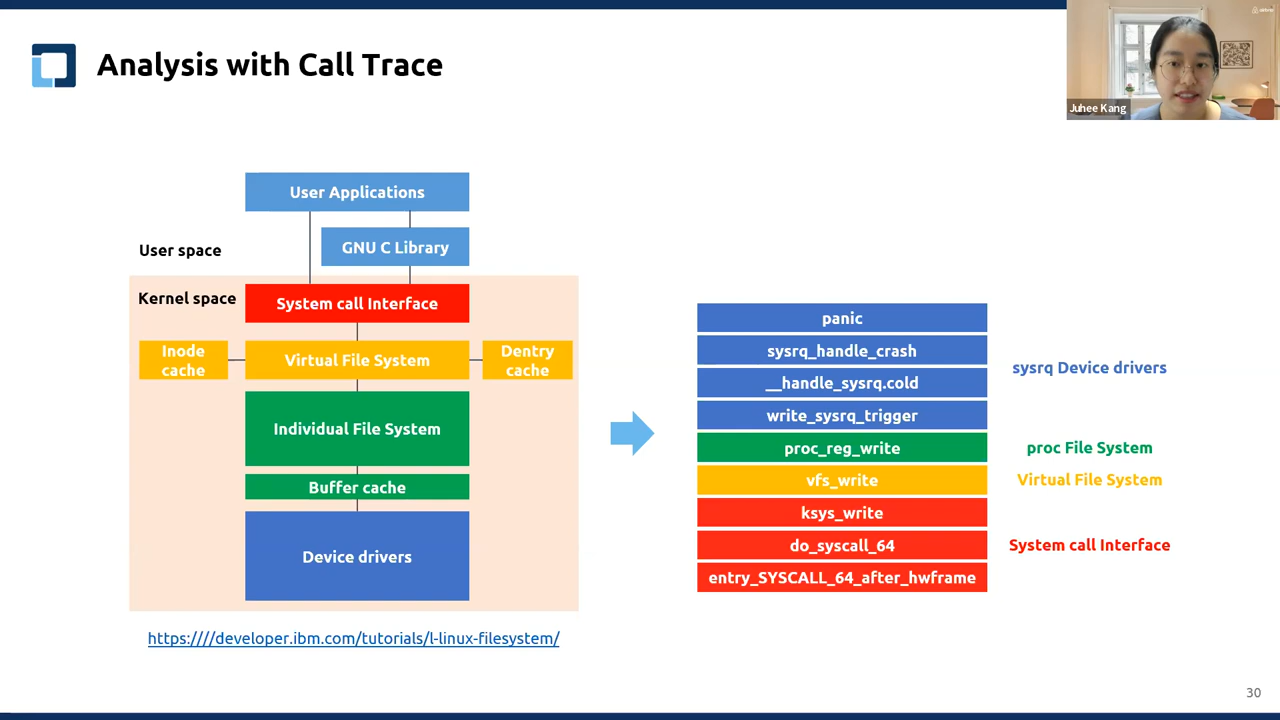 Analysis with Call Trace
Juhee Kang
User Applications
User space
GNU C Library
Kernel space
System call Interface
Inode
cache
Virtual File System
Dentry
cache
Individual File System
Buffer cache
Device drivers
https:////developer.ibm.com/tutorials/l-linux-filesystem/
panic
sysrq_handle_crash
__handle_sysrq.cold
write_sysrq_trigger
proc_reg_write
vfs_write
ksys_write
do_syscall_64
entry_SYSCALL_64_after_hwframe
sysrq Device drivers
proc File System
Virtual File System
System call Interface
30